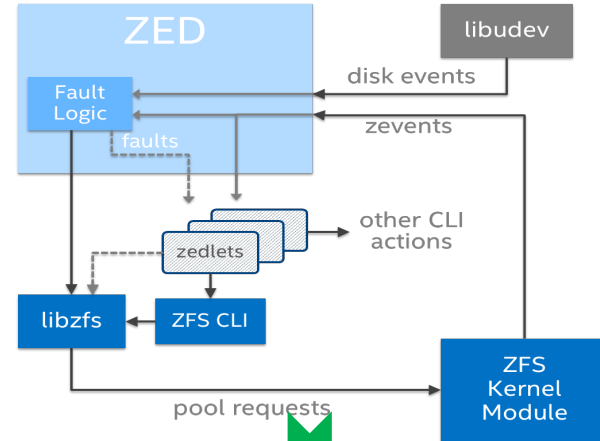 ZED
libudev
disk events
Fault
Logic
zevents
faults
other CLI
actions
zedlets
libzfs
ZFS CLI
ZFS
Kernel
Module
pool requests